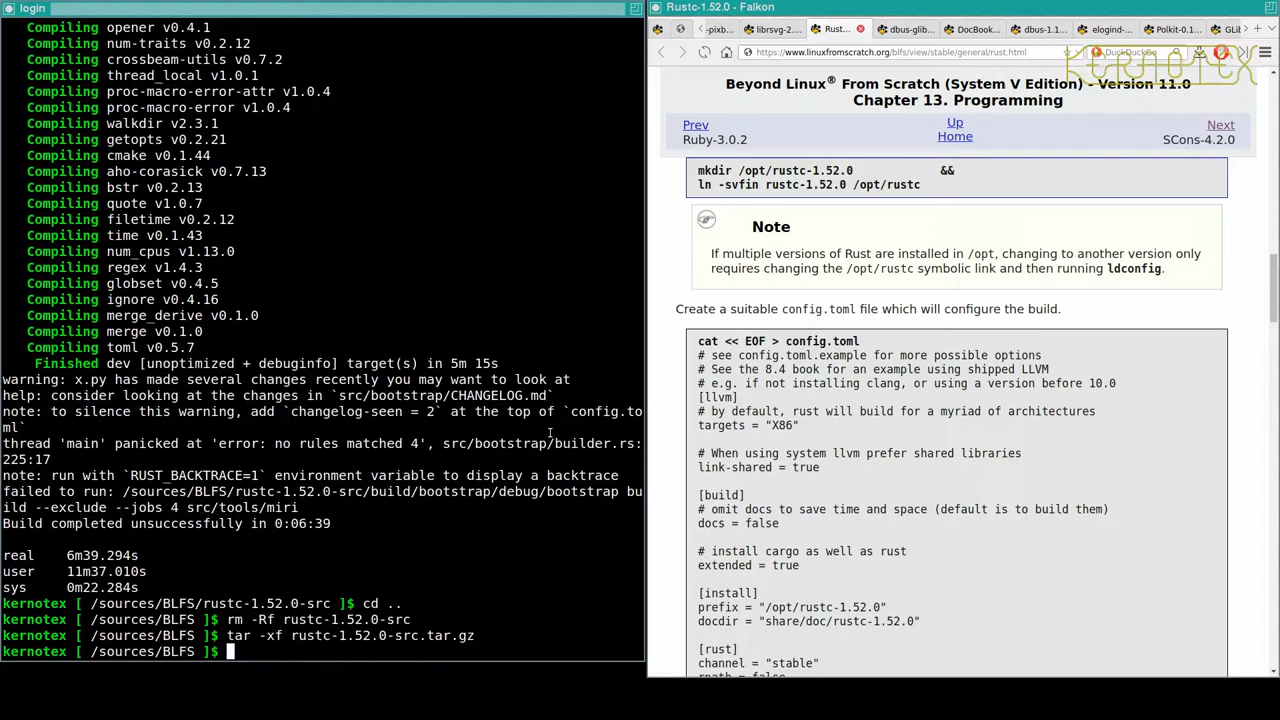 login
Compiling opener v0.4.1
Compiling num-traits v0.2.12
Compiling crossbeam-utils v0.7.2
Compiling thread_local v1.0.1
Compiling proc-macro-error-attr v1.0.4
Compiling proc-macro-error v1.0.4
Compiling walkdir v2.3.1
Compiling getopts v0.2.21
Compiling cmake v0.1.44
Compiling aho-corasick v0.7.13
Compiling bstr v0.2.13
Compiling quote v1.0.7
Compiling filetime v0.2.12
Compiling time v0.1.43
Compiling num_cpus v1.13.0
Compiling regex v1.4.3
Compiling globset v0.4.5
Compiling ignore v0.4.16
Compiling merge_derive v0.1.0
Compiling merge v0.1.0
Compiling toml v0.5.7
Finished dev [unoptimized + debuginfo] target(s) in 5m 15s
warning: x.py has made several changes recently you may want to look at
help: consider looking at the changes in `src/bootstrap/CHANGELOG.md`
note: to silence this warning, add `changelog-seen = 2` at the top of `config.to
ml`
thread 'main' panicked at 'error: no rules matched 4', src/bootstrap/builder.rs:
225:17
note: run with `RUST_BACKTRACE=1` environment variable to display a backtrace
failed to run: /sources/BLFS/rustc-1.52.0-src/build/bootstrap/debug/bootstrap bu
ild --exclude --jobs 4 src/tools/miri
Build completed unsuccessfully in 0:06:39
real 6m39.294s
user 11m37.010s
sys 0m22.284s
kernotex [ /sources/BLFS/rustc-1.52.0-src ]$ cd ..
kernotex [ /sources/BLFS ]$ rm -Rf rustc-1.52.0-src
kernotex [ /sources/BLFS ]$ tar -xf rustc-1.52.0-src.tar.gz
kernotex [ /sources/BLFS ]$
Rustc-1.52.0 - Falkon
-pixb… librsvg-2.… Rust… dbus-glib… DocBook… dbus-1.1… elogind-… Polkit-0.1… GLi
https://www.linuxfromscratch.org/blfs/view/stable/general/rust.html
DuckDuckGo
KERNOTEX
Beyond Linux® From Scratch (System V Edition) - Version 11.0
Chapter 13. Programming
Prev Up Next
Ruby-3.0.2 Home SCons-4.2.0
mkdir /opt/rustc-1.52.0 &&
ln -svfin rustc-1.52.0 /opt/rustc
Note
If multiple versions of Rust are installed in /opt, changing to another version only
requires changing the /opt/rustc symbolic link and then running ldconfig.
Create a suitable config.toml file which will configure the build.
cat << EOF > config.toml
# see config.toml.example for more possible options
# See the 8.4 book for an example using shipped LLVM
# e.g. if not installing clang, or using a version before 10.0
[llvm]
# by default, rust will build for a myriad of architectures
targets = "X86"
# When using system llvm prefer shared libraries
link-shared = true
[build]
# omit docs to save time and space (default is to build them)
docs = false
# install cargo as well as rust
extended = true
[install]
prefix = "/opt/rustc-1.52.0"
docdir = "share/doc/rustc-1.52.0"
[rust]
channel = "stable"
rpath = false